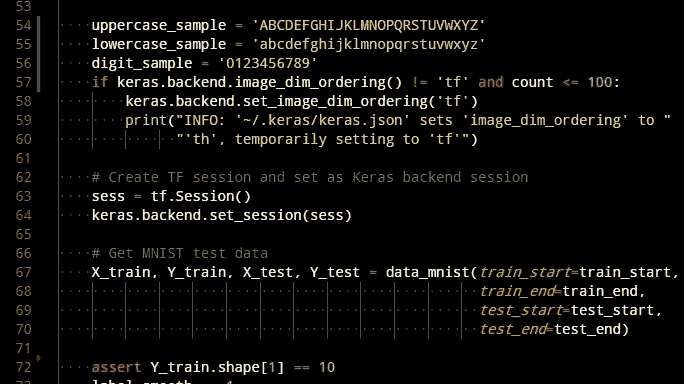 53
54 uppercase_sample = 'ABCDEFGHIJKLMNOPQRSTUVWXYZ'
55 lowercase_sample = 'abcdefghijklmnopqrstuvwxyz'
56 digit_sample = '0123456789'
57 if keras.backend.image_dim_ordering() != 'tf' and count <= 100:
58 keras.backend.set_image_dim_ordering('tf')
59 print("INFO: '~/.keras/keras.json' sets 'image_dim_ordering' to "
60 "'th', temporarily setting to 'tf'")
61
62 # Create TF session and set as Keras backend session
63 sess = tf.Session()
64 keras.backend.set_session(sess)
65
66 # Get MNIST test data
67 X_train, Y_train, X_test, Y_test = data_mnist(train_start=train_start,
68 train_end=train_end,
69 test_start=test_start,
70 test_end=test_end)
71
72 assert Y_train.shape[1] == 10